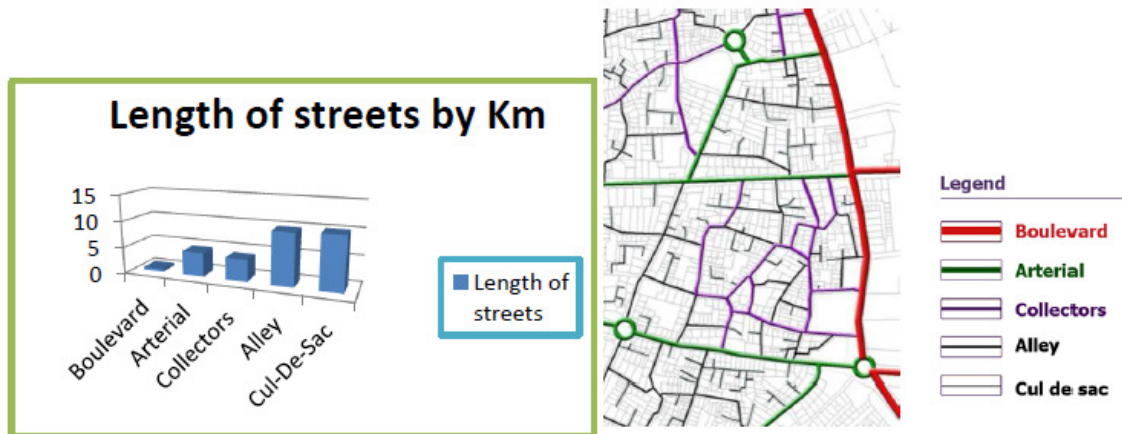 Length of streets by Km
15
10
5
0
Boulevard
Arterial
Collectors
Alley
Cul-De-Sac
Length of
streets
Legend
Boulevard
Arterial
Collectors
Alley
Cul de sac